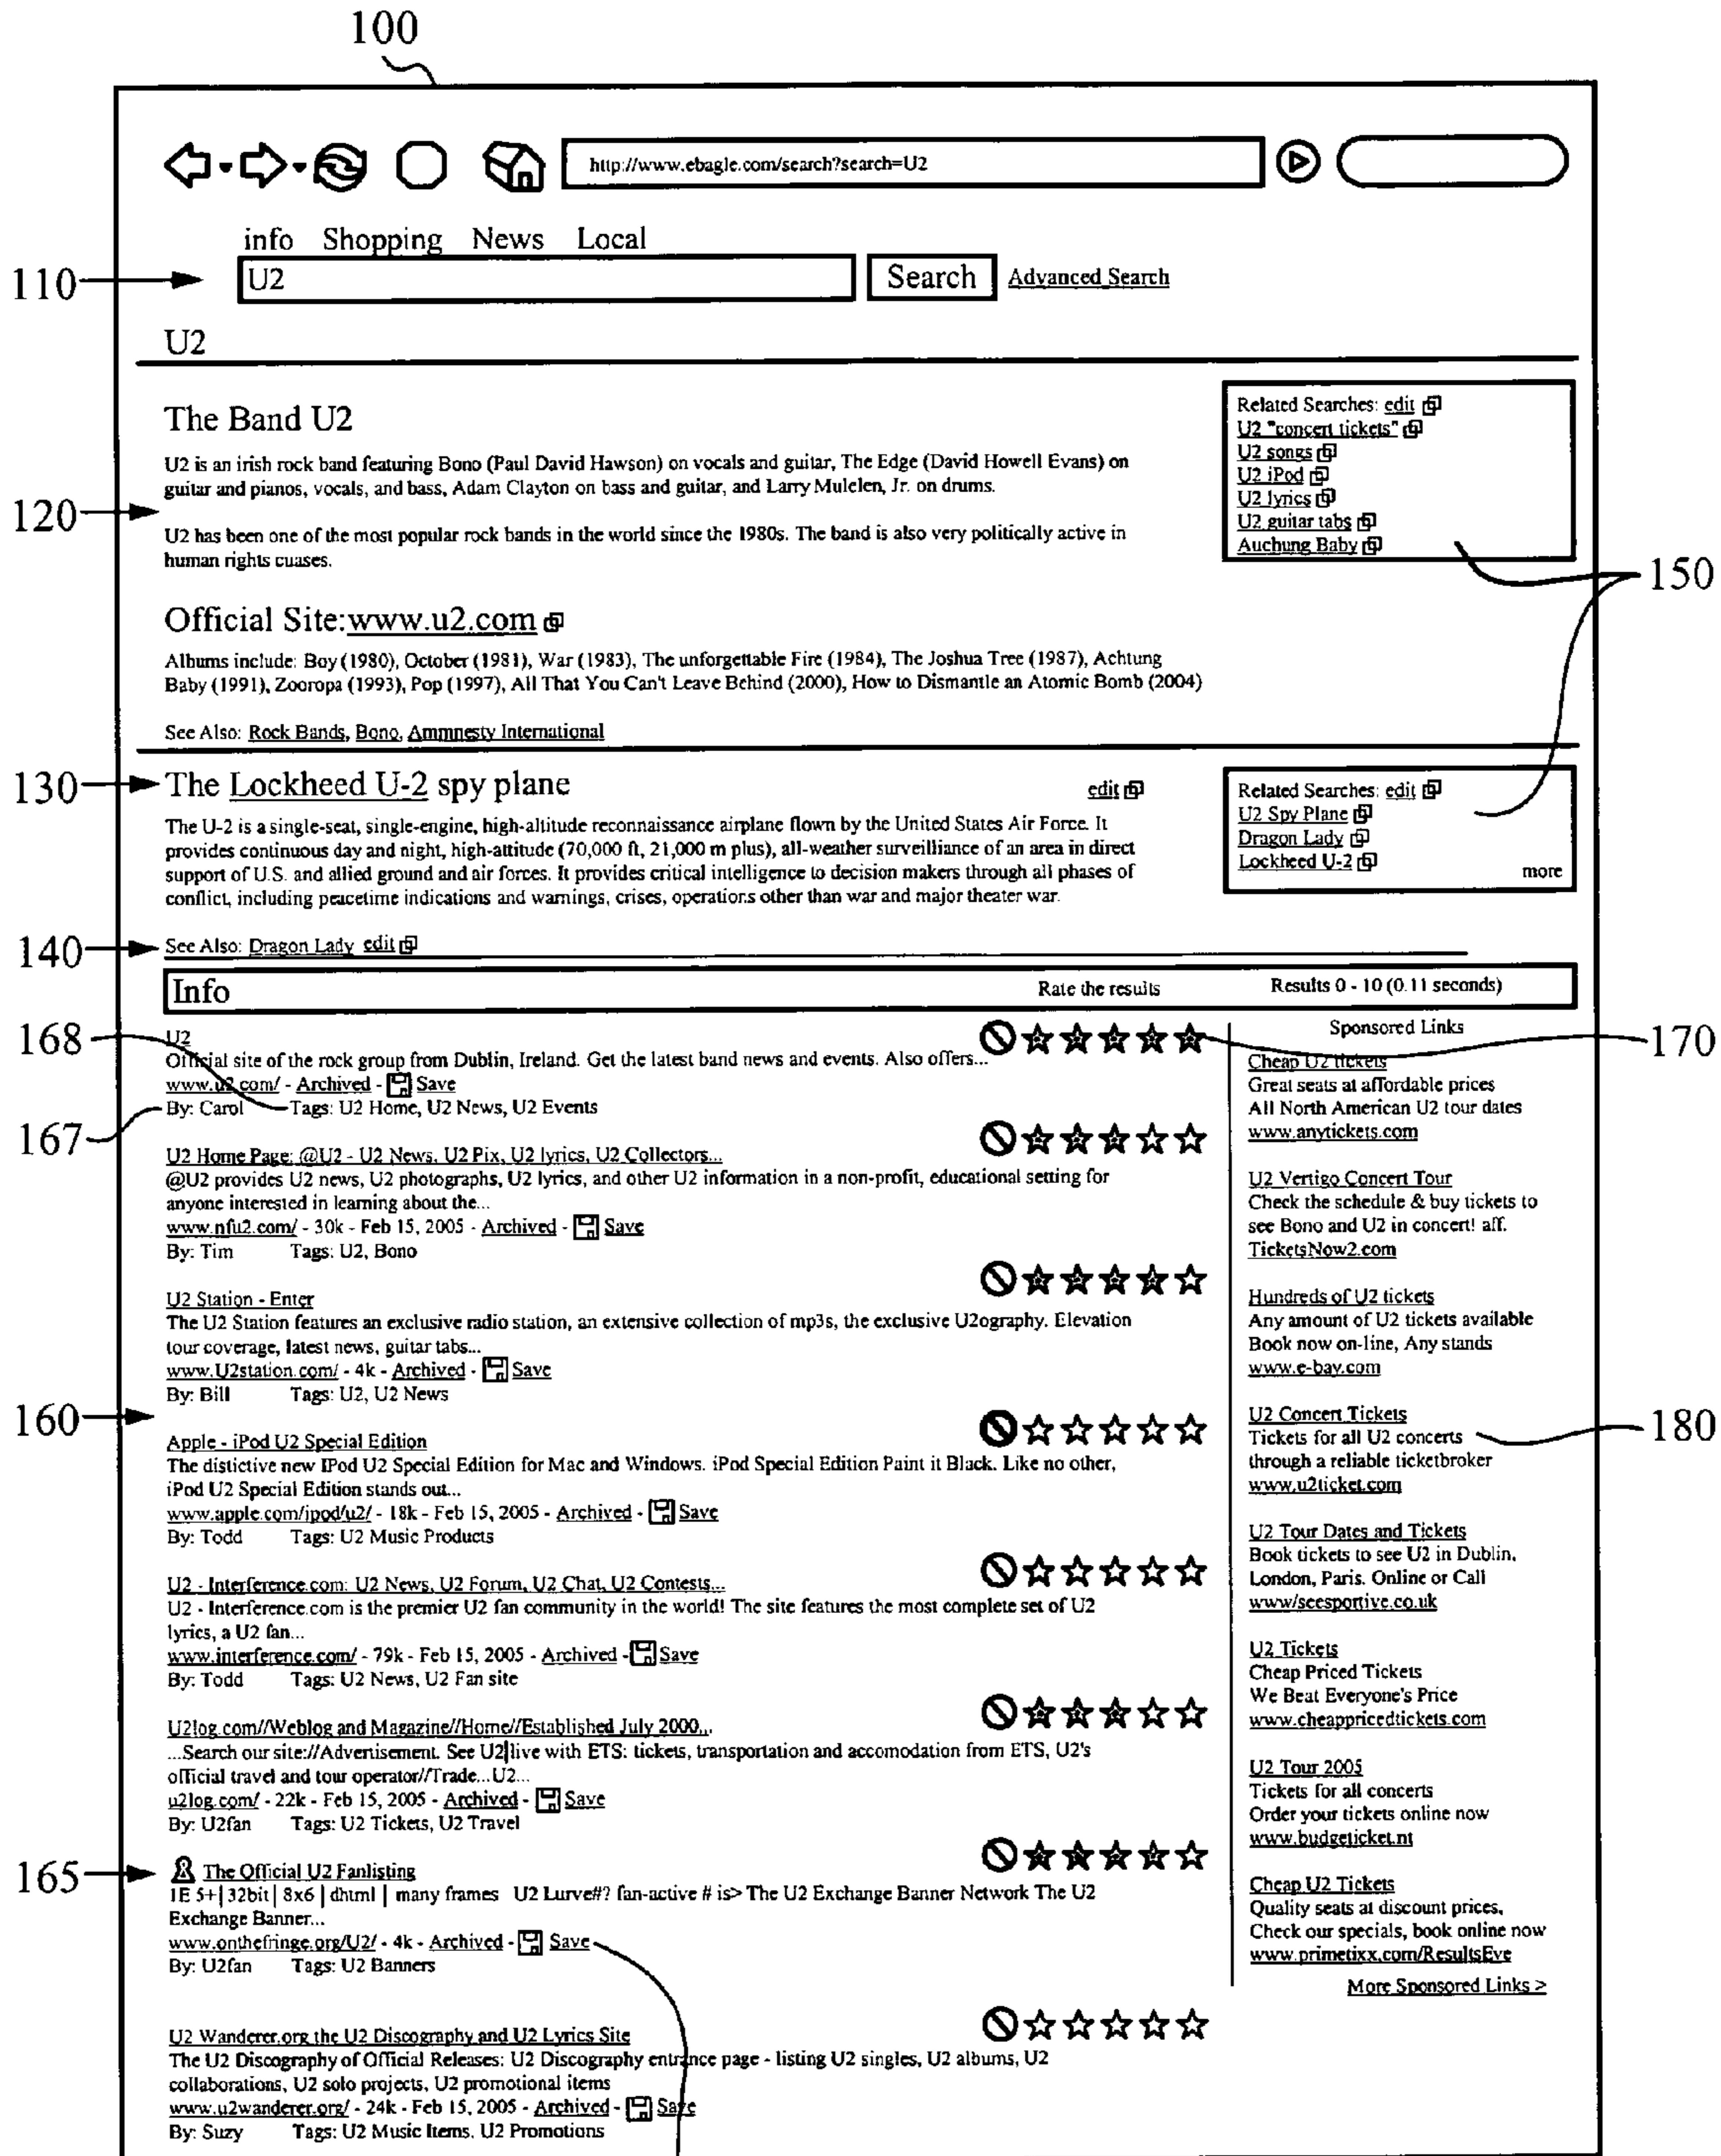 100
http://www.ebagle.com/search?search=U2
info Shopping News Local
110
U2
Search
Advanced Search
U2
The Band U2
U2 is an irish rock band featuring Bono (Paul David Hawson) on vocals and guitar, The Edge (David Howell Evans) on
guitar and pianos, vocals, and bass, Adam Clayton on bass and guitar, and Larry Mulclen, Jr. on drums.
120
U2 has been one of the most popular rock bands in the world since the 1980s. The band is also very politically active in
human rights cuases.
Official Site:www.u2.com
Albums include: Boy (1980), October (1981), War (1983), The unforgettable Fire (1984), The Joshua Tree (1987), Achtung
Baby (1991), Zooropa (1993), Pop (1997), All That You Can't Leave Behind (2000), How to Dismantle an Atomic Bomb (2004)
See Also: Rock Bands, Bono, Ammnesty International
Related Searches: edit
U2 "concert tickets"
U2 songs
U2 iPod
U2 lyrics
U2 guitar tabs
Auchung Baby
150
130
The Lockheed U-2 spy plane
edit
The U-2 is a single-seat, single-engine, high-altitude reconnaissance airplane flown by the United States Air Force. It
provides continuous day and night, high-attitude (70,000 ft, 21,000 m plus), all-weather surveilliance of an area in direct
support of U.S. and allied ground and air forces. It provides critical intelligence to decision makers through all phases of
conflict, including peacetime indications and warnings, crises, operations other than war and major theater war.
Related Searches: edit
U2 Spy Plane
Dragon Lady
Lockheed U-2
more
140
See Also: Dragon Lady edit
Info
Rate the results
Results 0 - 10 (0.11 seconds)
168
U2
Official site of the rock group from Dublin, Ireland. Get the latest band news and events. Also offers...
www.u2.com/ - Archived - Save
By: Carol Tags: U2 Home, U2 News, U2 Events
167
170
U2 Home Page: @U2 - U2 News, U2 Pix, U2 lyrics, U2 Collectors...
@U2 provides U2 news, U2 photographs, U2 lyrics, and other U2 information in a non-profit, educational setting for
anyone interested in learning about the...
www.nfu2.com/ - 30k - Feb 15, 2005 - Archived - Save
By: Tim Tags: U2, Bono
U2 Station - Enter
The U2 Station features an exclusive radio station, an extensive collection of mp3s, the exclusive U2ography. Elevation
tour coverage, latest news, guitar tabs...
www.U2station.com/ - 4k - Archived - Save
By: Bill Tags: U2, U2 News
160
Apple - iPod U2 Special Edition
The distictive new IPod U2 Special Edition for Mac and Windows. iPod Special Edition Paint it Black. Like no other,
iPod U2 Special Edition stands out...
www.apple.com/ipod/u2/ - 18k - Feb 15, 2005 - Archived - Save
By: Todd Tags: U2 Music Products
U2 - Interference.com: U2 News, U2 Forum, U2 Chat, U2 Contests...
U2 - Interference.com is the premier U2 fan community in the world! The site features the most complete set of U2
lyrics, a U2 fan...
www.interference.com/ - 79k - Feb 15, 2005 - Archived - Save
By: Todd Tags: U2 News, U2 Fan site
U2log.com//Weblog and Magazine//Home//Established July 2000...
...Search our site://Advertisement. See U2|live with ETS: tickets, transportation and accomodation from ETS, U2's
official travel and tour operator//Trade...U2...
u2log.com/ - 22k - Feb 15, 2005 - Archived - Save
By: U2fan Tags: U2 Tickets, U2 Travel
165
The Official U2 Fanlisting
IE 5+| 32bit | 8x6 | dhtml | many frames U2 Lurve#? fan-active # is> The U2 Exchange Banner Network The U2
Exchange Banner...
www.onthefringe.org/U2/ - 4k - Archived - Save
By: U2fan Tags: U2 Banners
U2 Wanderer.org the U2 Discography and U2 Lyrics Site
The U2 Discography of Official Releases: U2 Discography entrance page - listing U2 singles, U2 albums, U2
collaborations, U2 solo projects, U2 promotional items
www.u2wanderer.org/ - 24k - Feb 15, 2005 - Archived - Save
By: Suzy Tags: U2 Music Items, U2 Promotions
Sponsored Links
Cheap U2 tickets
Great seats at affordable prices
All North American U2 tour dates
www.anytickets.com
U2 Vertigo Concert Tour
Check the schedule & buy tickets to
see Bono and U2 in concert! aff.
TicketsNow2.com
Hundreds of U2 tickets
Any amount of U2 tickets available
Book now on-line, Any stands
www.e-bay.com
U2 Concert Tickets
Tickets for all U2 concerts
through a reliable ticketbroker
www.u2ticket.com
180
U2 Tour Dates and Tickets
Book tickets to see U2 in Dublin,
London, Paris. Online or Call
www/seesportive.co.uk
U2 Tickets
Cheap Priced Tickets
We Beat Everyone's Price
www.cheappricedtickets.com
U2 Tour 2005
Tickets for all concerts
Order your tickets online now
www.budgeticket.nt
Cheap U2 Tickets
Quality seats at discount prices,
Check our specials, book online now
www.primetixx.com/ResultsEve
More Sponsored Links >